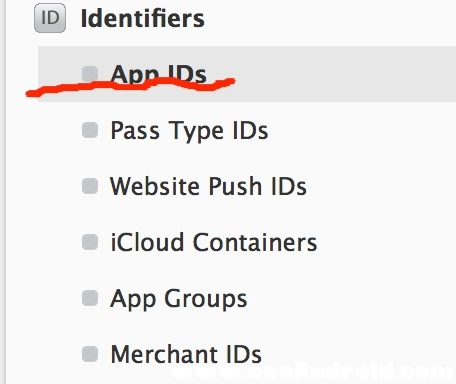 ID Identifiers
App IDs
Pass Type IDs
Website Push IDs
iCloud Containers
App Groups
Merchant IDs